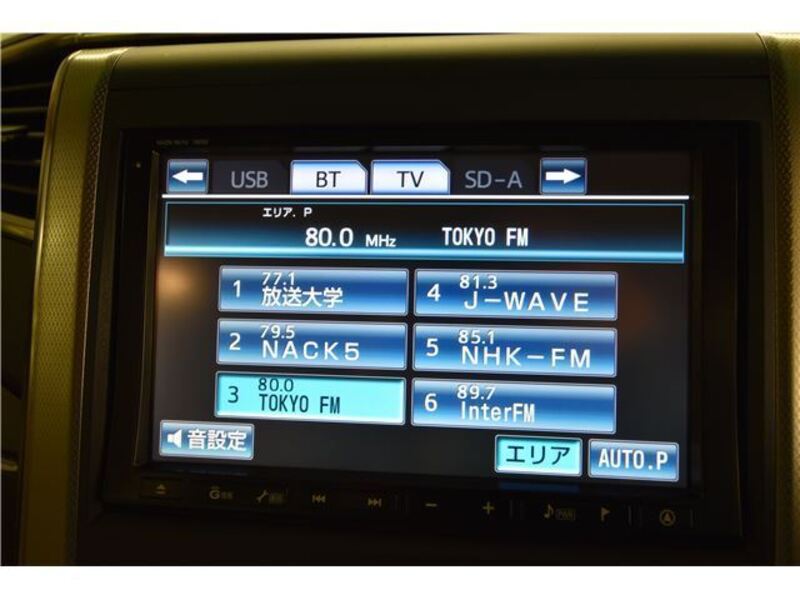 USB BT TV SD-A
エリア. P
80.0 MHz TOKYO FM
1 77.1 放送大学
4 81.3 J-WAVE
2 79.5 NACK5
5 85.1 NHK-FM
3 80.0 TOKYO FM
6 89.7 InterFM
音設定
エリア AUTO.P